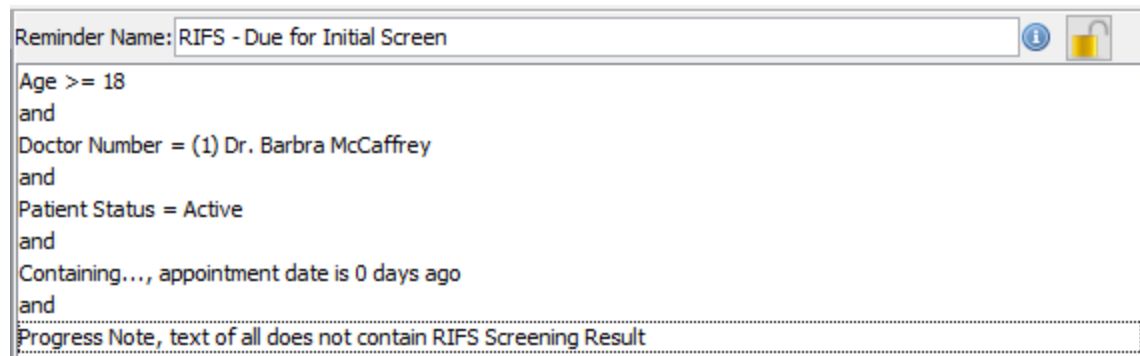 Reminder Name: RIFS - Due for Initial Screen
Age >= 18
and
Doctor Number = (1) Dr. Barbra McCaffrey
and
Patient Status = Active
and
Containing..., appointment date is 0 days ago
and
Progress Note, text of all does not contain RIFS Screening Result